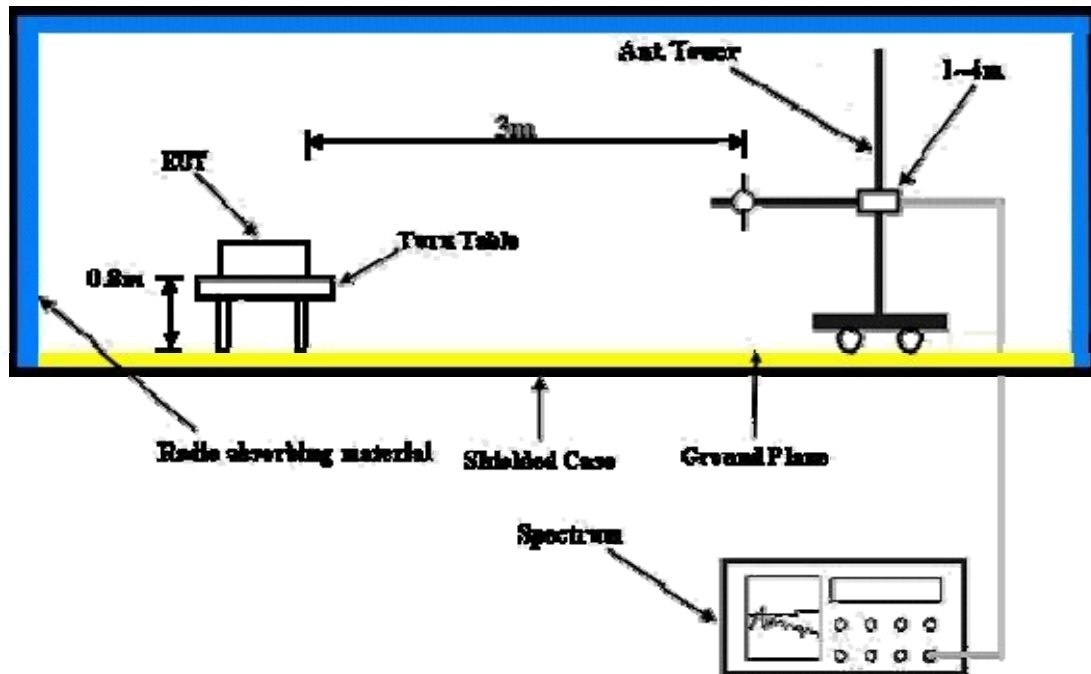 Ant. Tower
1~4m
3m
EUT
Turn Table
0.8m
Radio absorbing material
Shielded Case
Ground Plane
Spectrum